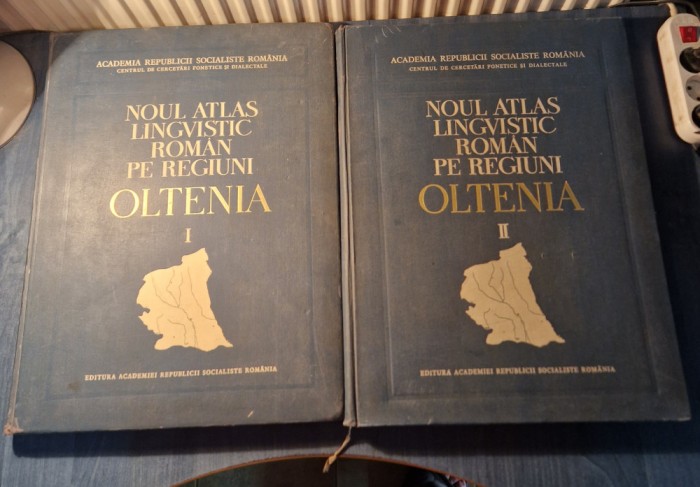 ACADEMIA REPUBLICII SOCIALISTE ROMÂNIA
CENTRUL DE CERCETĂRI FONETICE ȘI DIALECTALE
NOUL ATLAS
LINGVISTIC
ROMÂN
PE REGIUNI
OLTENIA
I
EDITURA ACADEMIEI REPUBLICII SOCIALISTE ROMÂNIA
ACADEMIA REPUBLICII SOCIALISTE ROMÂNIA
CENTRUL DE CERCETĂRI FONETICE ȘI DIALECTALE
NOUL ATLAS
LINGVISTIC
ROMÂN
PE REGIUNI
OLTENIA
II
EDITURA ACADEMIEI REPUBLICII SOCIALISTE ROMÂNIA